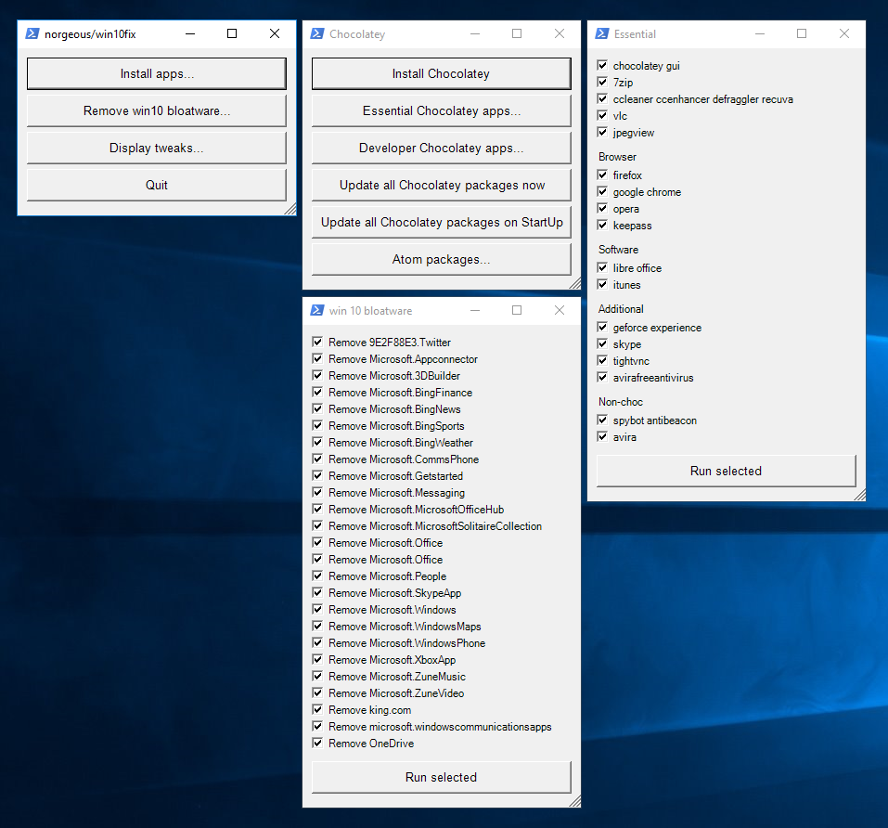 norgeous/win10fix
Install apps...
Remove win10 bloatware...
Display tweaks...
Quit
Chocolatey
Install Chocolatey
Essential Chocolatey apps...
Developer Chocolatey apps...
Update all Chocolatey packages now
Update all Chocolatey packages on StartUp
Atom packages...
win 10 bloatware
Remove 9E2F88E3.Twitter
Remove Microsoft.Appconnector
Remove Microsoft.3DBuilder
Remove Microsoft.BingFinance
Remove Microsoft.BingNews
Remove Microsoft.BingSports
Remove Microsoft.BingWeather
Remove Microsoft.CommsPhone
Remove Microsoft.Getstarted
Remove Microsoft.Messaging
Remove Microsoft.MicrosoftOfficeHub
Remove Microsoft.MicrosoftSolitaireCollection
Remove Microsoft.Office
Remove Microsoft.Office
Remove Microsoft.People
Remove Microsoft.SkypeApp
Remove Microsoft.Windows
Remove Microsoft.WindowsMaps
Remove Microsoft.WindowsPhone
Remove Microsoft.XboxApp
Remove Microsoft.ZuneMusic
Remove Microsoft.ZuneVideo
Remove king.com
Remove microsoft.windowscommunicationsapps
Remove OneDrive
Run selected
Essential
chocolatey gui
7zip
ccleaner ccenhancer defraggler recuva
vlc
jpegview
Browser
firefox
google chrome
opera
keepass
Software
libre office
itunes
Additional
geforce experience
skype
tightvnc
avirafreeantivirus
Non-choc
spybot antibeacon
avira
Run selected